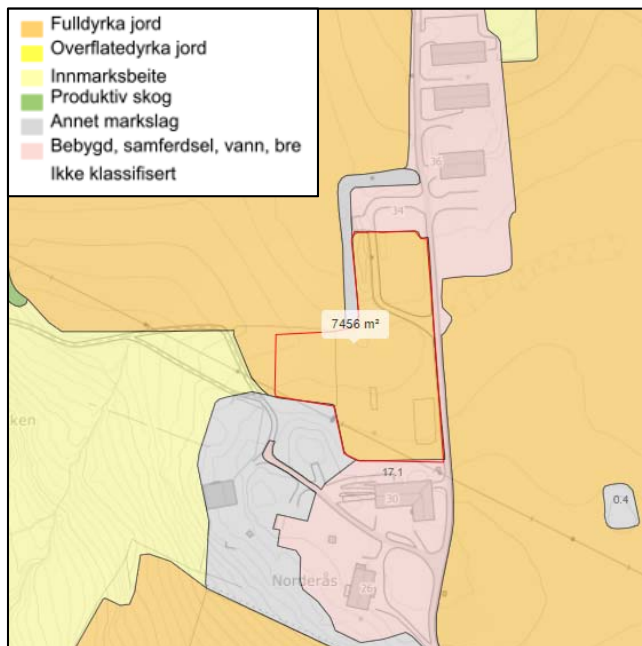 Fulldyrka jord
Overflatedyrka jord
Innmarksbeite
Produktiv skog
Annet markslag
Bebygd, samferdsel, vann, bre
Ikke klassifisert
36
34
7456 m²
ken
17,1
30
0.4
Norderås
26